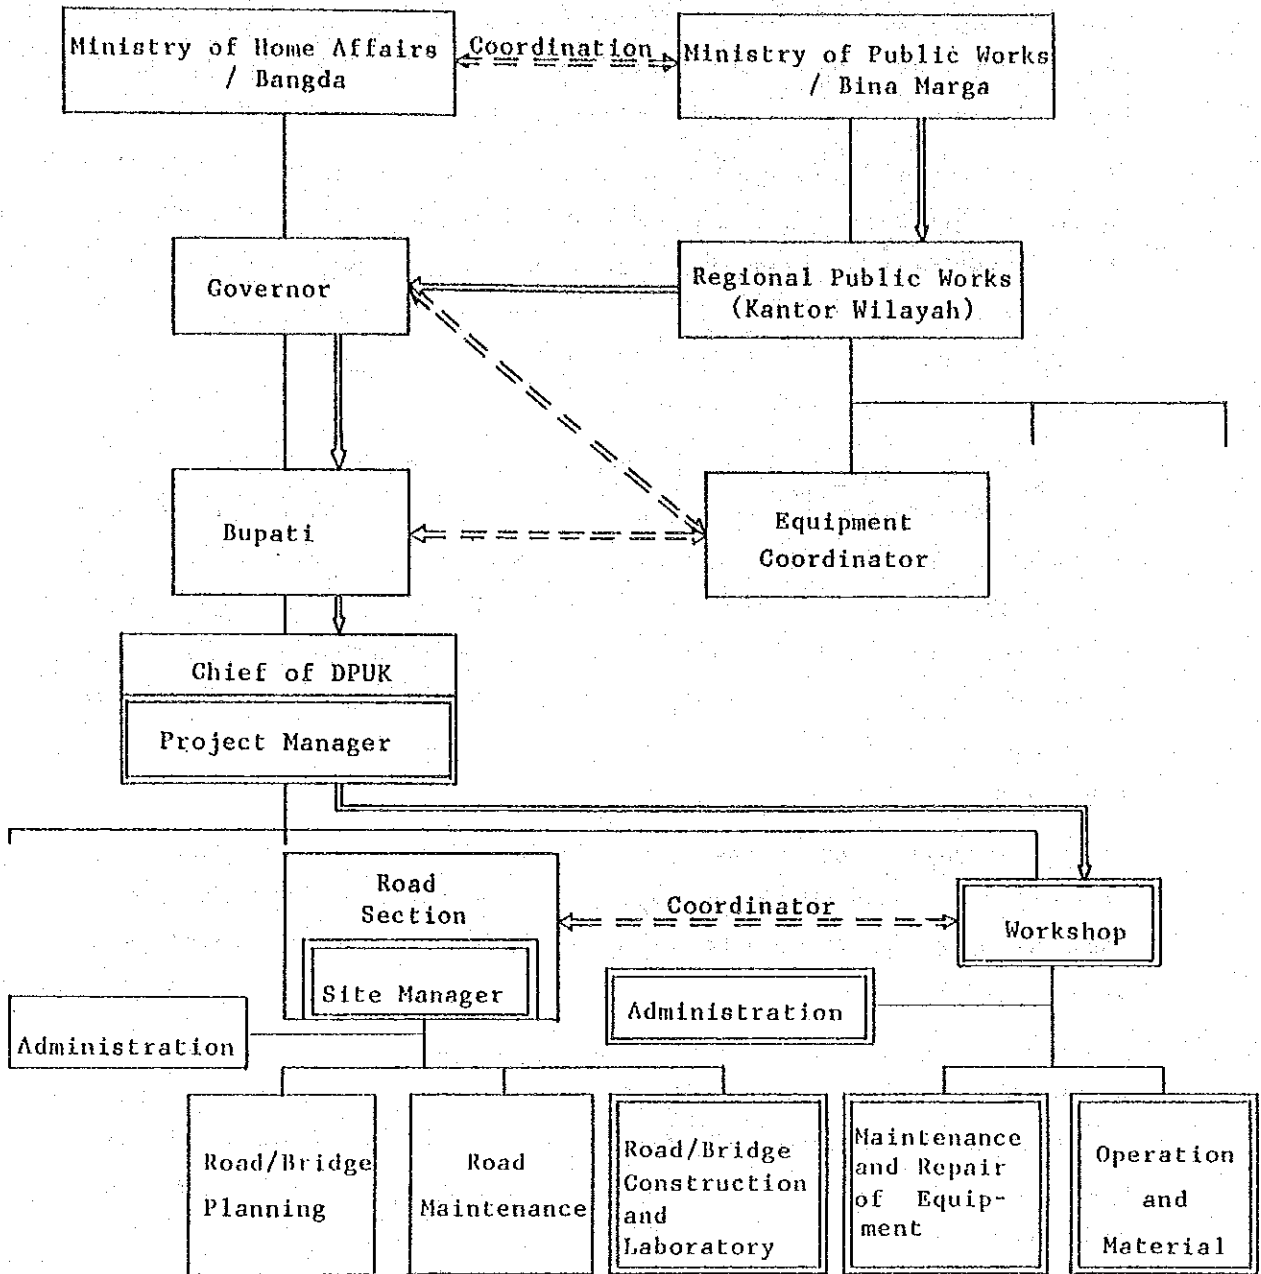 Ministry of Home Affairs
/ Bangda
Coordination
Ministry of Public Works
/ Bina Marga
Governor
Regional Public Works
(Kantor Wilayah)
Bupati
Equipment
Coordinator
Chief of DPUK
Project Manager
Road
Section
Site Manager
Coordinator
Workshop
Administration
Administration
Road/Bridge
Planning
Road
Maintenance
Road/Bridge
Construction
and
Laboratory
Maintenance
and Repair
of Equip-
ment
Operation
and
Material